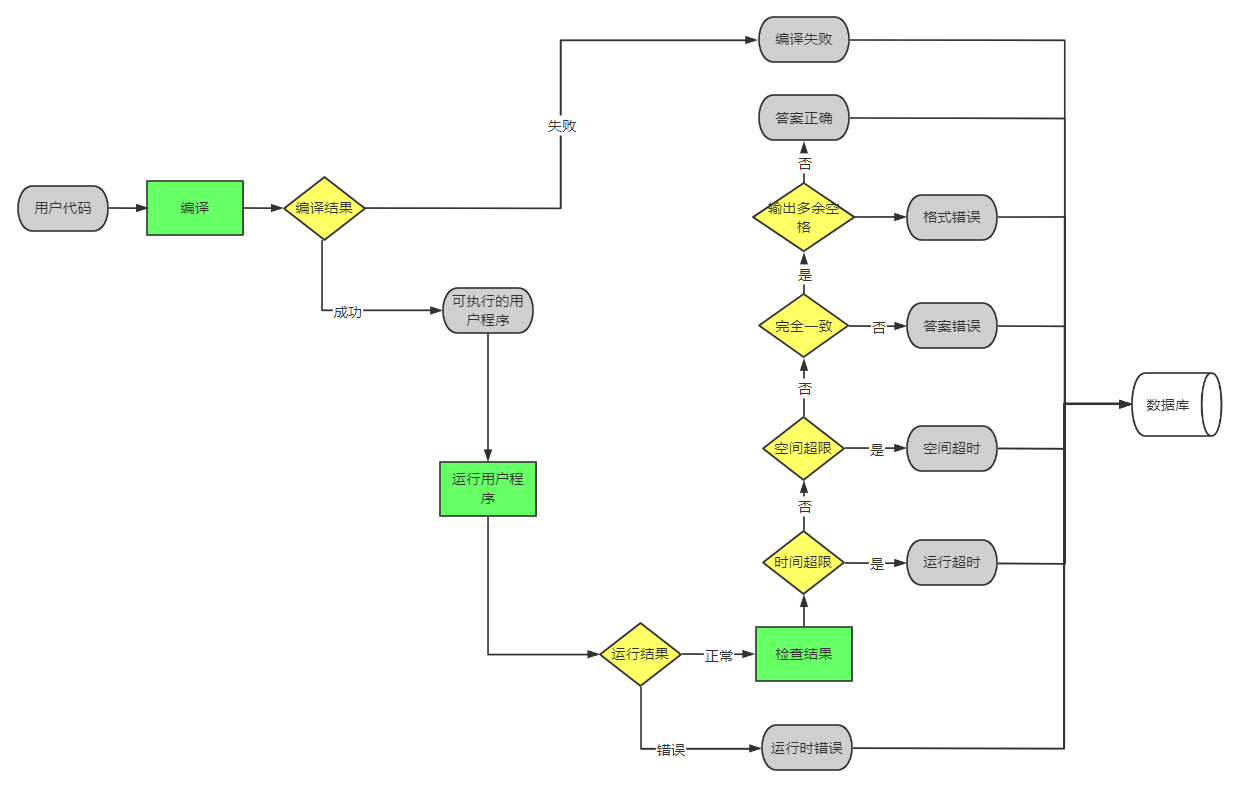 编译失败
失败
答案正确
否
用户代码
编译
编译结果
输出多余空
格
格式错误
是
成功
可执行的用
户程序
完全一致
否
答案错误
否
数据库
空间超限
是
空间超时
运行用户程
序
否
时间超限
是
运行超时
运行结果
正常
检查结果
错误
运行时错误